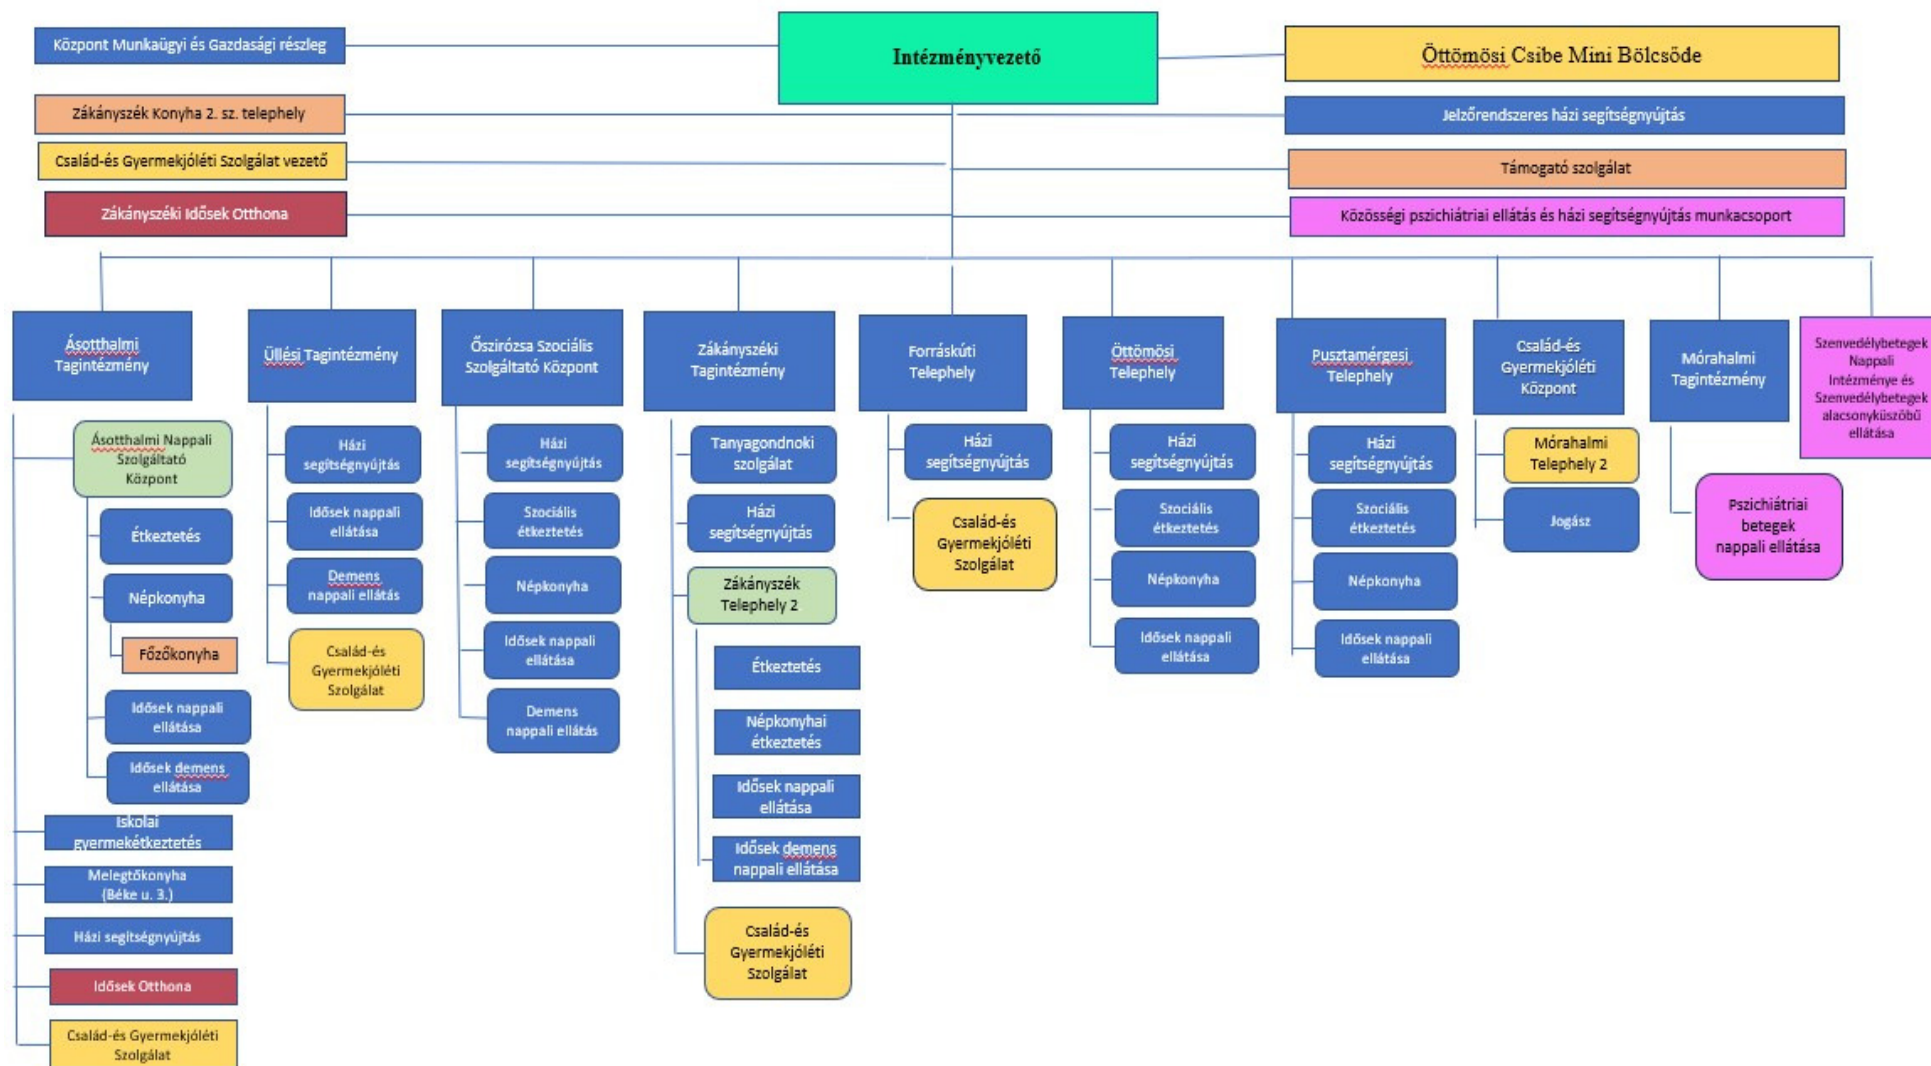 Központ Munkaügyi és Gazdasági részleg
Intézményvezető
Öttömösi Csibe Mini Bölcsőde
Zákányszék Konyha 2. sz. telephely
Jelzőrendszeres házi segítségnyújtás
Család-és Gyermekjóléti Szolgálat vezető
Támogató szolgálat
Zákányszéki Idősek Otthona
Közösségi pszichiátriai ellátás és házi segítségnyújtás munkacsoport
Ásotthalmi
Tagintézmény
Ásotthalmi Nappali
Szolgáltató
Központ
Étkeztetés
Népkonyha
Főzőkonyha
Idősek nappali
ellátása
Idősek demens
ellátása
Iskolai
gyermekétkeztetés
Melegtőkonyha
(Béke u. 3.)
Házi segítségnyújtás
Idősek Otthona
Család-és Gyermekjóléti
Szolgálat
Üllési Tagintézmény
Házi
segítségnyújtás
Idősek nappali
ellátása
Demens
nappali ellátás
Család-és
Gyermekjóléti
Szolgálat
Őszirózsa Szociális
Szolgáltató Központ
Házi
segítségnyújtás
Szociális
étkeztetés
Népkonyha
Idősek nappali
ellátása
Demens
nappali ellátás
Zákányszéki
Tagintézmény
Tanyagondnoki
szolgálat
Házi
segítségnyújtás
Zákányszék
Telephely 2
Étkeztetés
Népkonyhai
étkeztetés
Idősek nappali
ellátása
Idősek demens
nappali ellátása
Család-és
Gyermekjóléti
Szolgálat
Forráskúti
Telephely
Házi
segítségnyújtás
Család-és
Gyermekjóléti
Szolgálat
Öttömösi
Telephely
Házi
segítségnyújtás
Szociális
étkeztetés
Népkonyha
Idősek nappali
ellátása
Pusztamérgesi
Telephely
Házi
segítségnyújtás
Szociális
étkeztetés
Népkonyha
Idősek nappali
ellátása
Család-és
Gyermekjóléti
Központ
Mórahalmi
Telephely 2
Jogász
Mórahalmi
Tagintézmény
Pszichiátriai
betegek
nappali ellátása
Szenvedélybetegek
Nappali
Intézménye és
Szenvedélybetegek
alacsonyküszöbű
ellátása